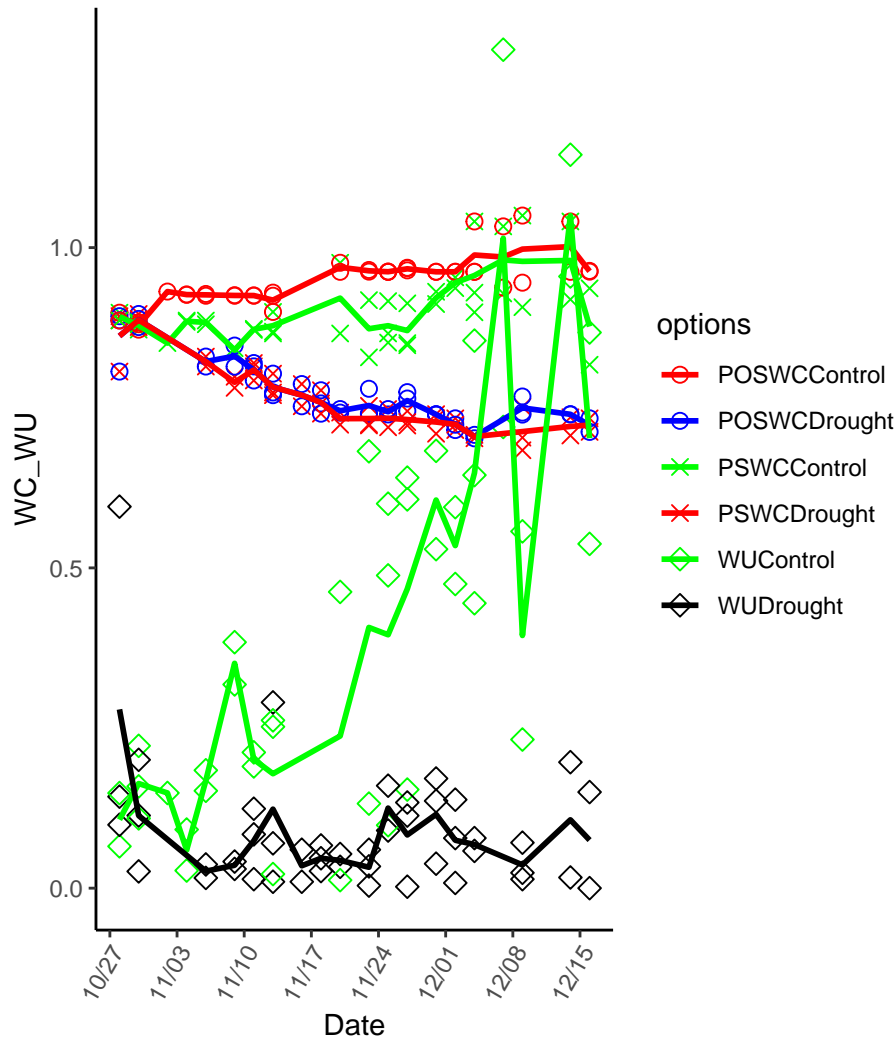 1.0
0.5
0.0
WC_WU
10/27
11/03
11/10
11/17
11/24
12/01
12/08
12/15
Date
options
POSWCControl
POSWCDrought
PSWCControl
PSWCDrought
WUControl
WUDrought